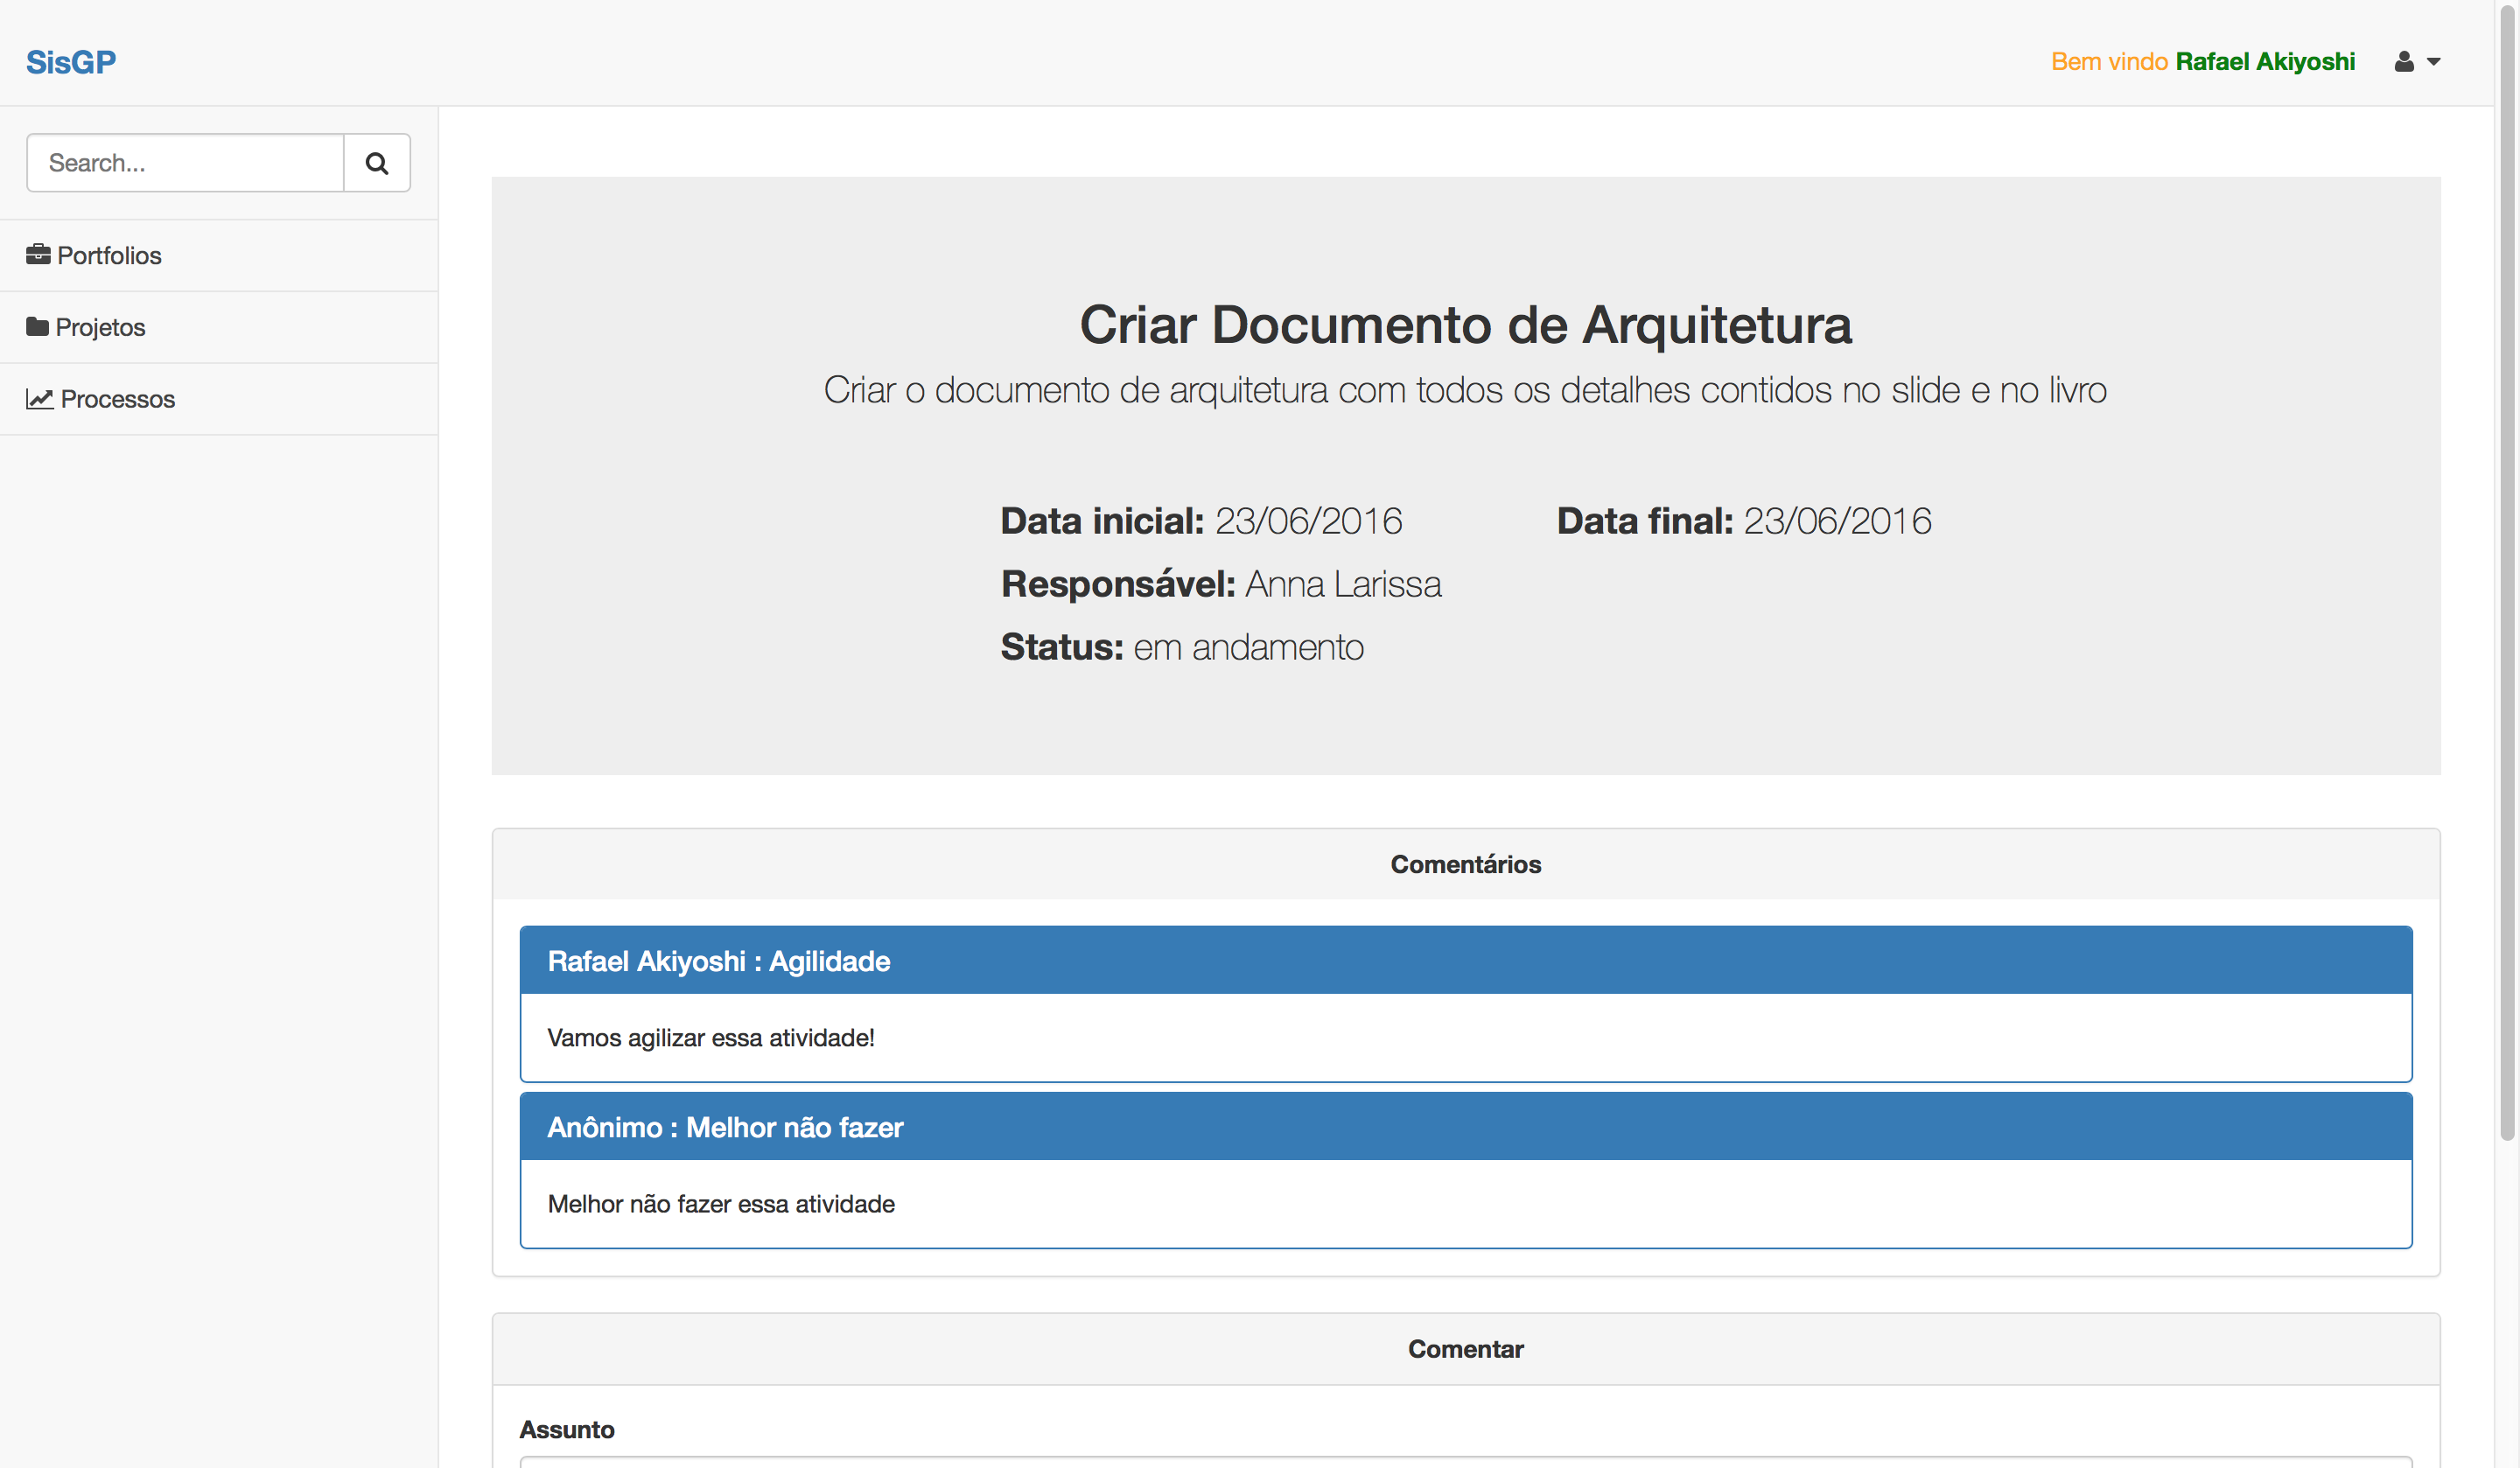 SisGP
Bem vindo Rafael Akiyoshi
Search...
Portfolios
Projetos
Processos
Criar Documento de Arquitetura
Criar o documento de arquitetura com todos os detalhes contidos no slide e no livro
Data inicial: 23/06/2016 Data final: 23/06/2016
Responsável: Anna Larissa
Status: em andamento
Comentários
Rafael Akiyoshi : Agilidade
Vamos agilizar essa atividade!
Anônimo : Melhor não fazer
Melhor não fazer essa atividade
Comentar
Assunto